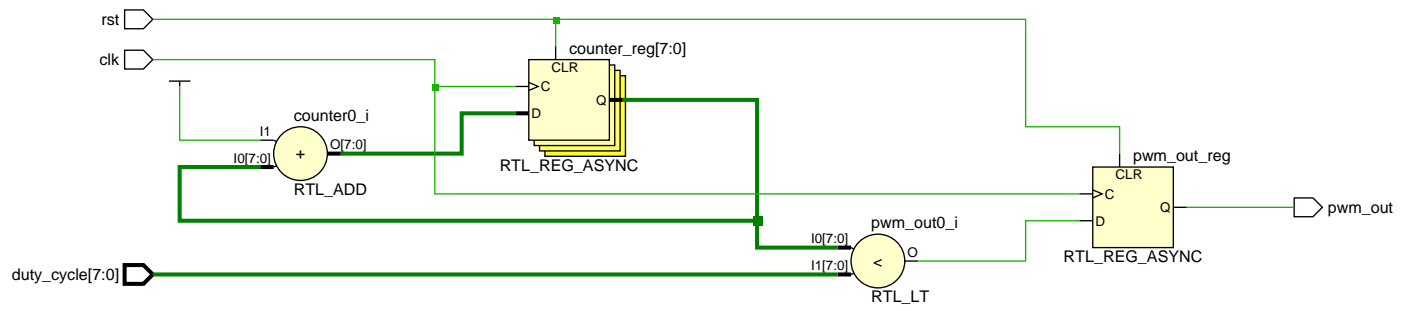 rst
counter_reg[7:0]
clk
CLR
C
Q
D
counter0_i
I1
O[7:0]
+
I0[7:0]
RTL_ADD
RTL_REG_ASYNC
pwm_out_reg
CLR
C
Q
D
pwm_out
RTL_REG_ASYNC
pwm_out0_i
I0[7:0]
O
<
I1[7:0]
duty_cycle[7:0]
RTL_LT